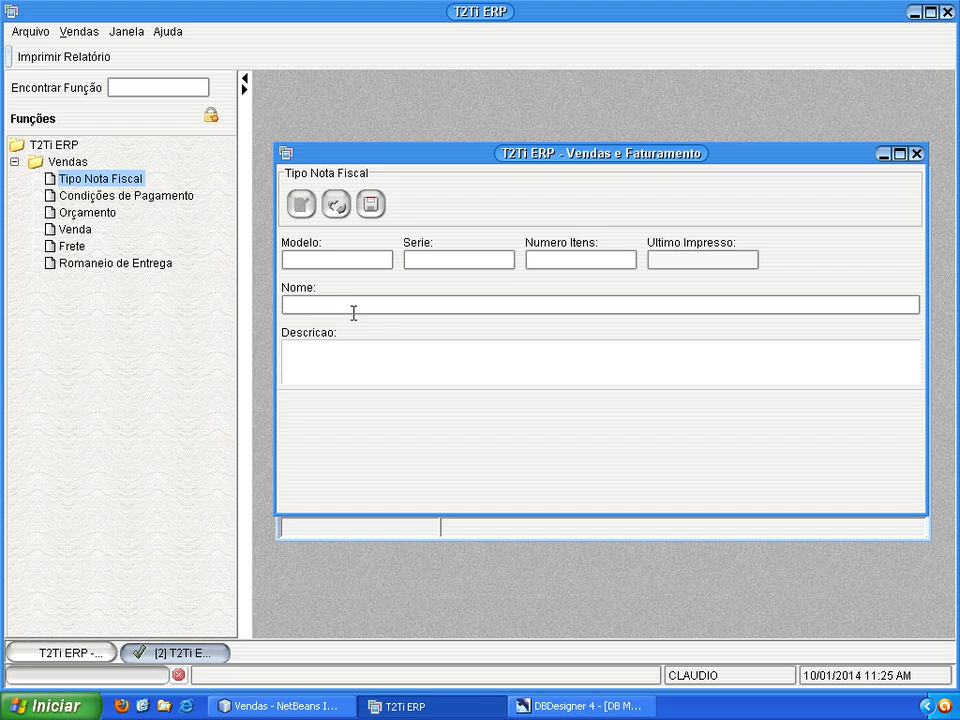 T2Ti ERP
Arquivo Vendas Janela Ajuda
Imprimir Relatório
Encontrar Função
Funções
T2Ti ERP
Vendas
Tipo Nota Fiscal
Condições de Pagamento
Orçamento
Venda
Frete
Romaneio de Entrega
T2Ti ERP - Vendas e Faturamento
Tipo Nota Fiscal
Modelo: Serie: Numero Itens: Ultimo Impresso:
Nome:
Descricao:
T2Ti ERP -... [2] T2Ti E...
CLAUDIO 10/01/2014 11:25 AM
Iniciar Vendas - NetBeans I... T2Ti ERP DBDesigner 4 - [DB M...